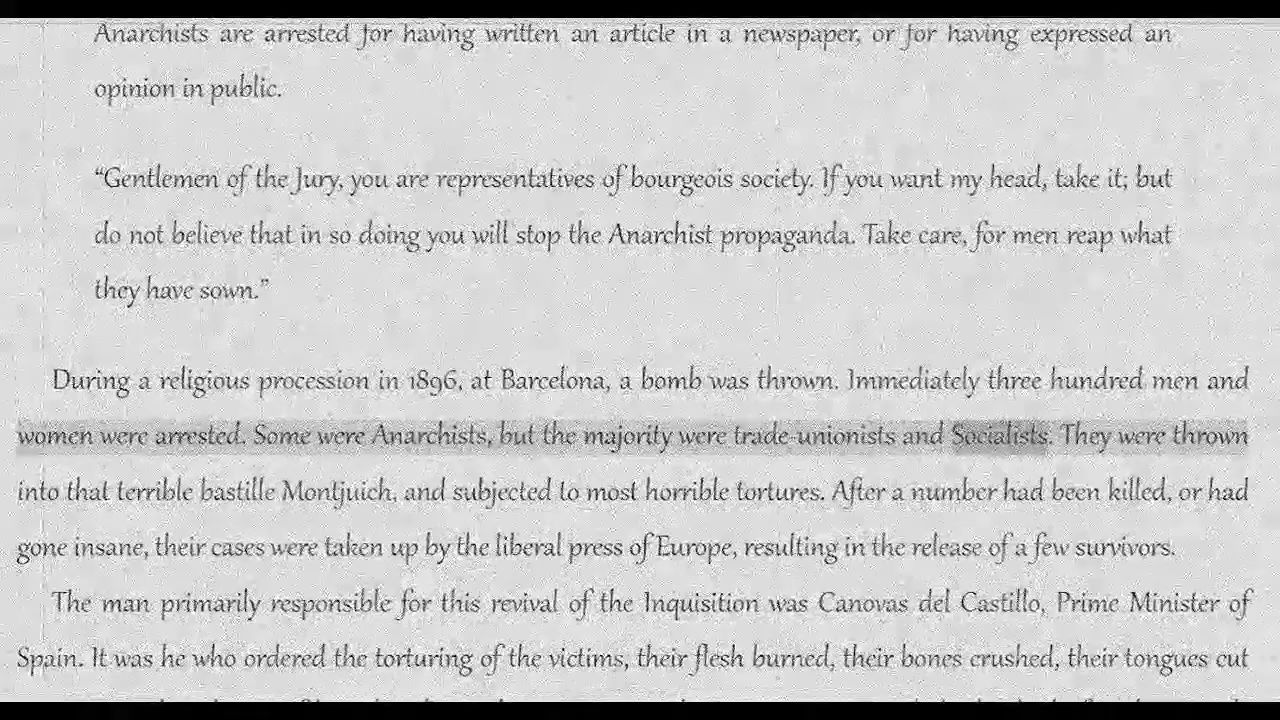 Anarchists are arrested for having written an article in a newspaper, or for having expressed an
opinion in public.
“Gentlemen of the Jury, you are representatives of bourgeois society. If you want my head, take it; but
do not believe that in so doing you will stop the Anarchist propaganda. Take care, for men reap what
they have sown.”
During a religious procession in 1896, at Barcelona, a bomb was thrown. Immediately three hundred men and
women were arrested. Some were Anarchists, but the majority were trade-unionists and Socialists. They were thrown
into that terrible bastille Montjuich, and subjected to most horrible tortures. After a number had been killed, or had
gone insane, their cases were taken up by the liberal press of Europe, resulting in the release of a few survivors.
The man primarily responsible for this revival of the Inquisition was Canovas del Castillo, Prime Minister of
Spain. It was he who ordered the torturing of the victims, their flesh burned, their bones crushed, their tongues cut